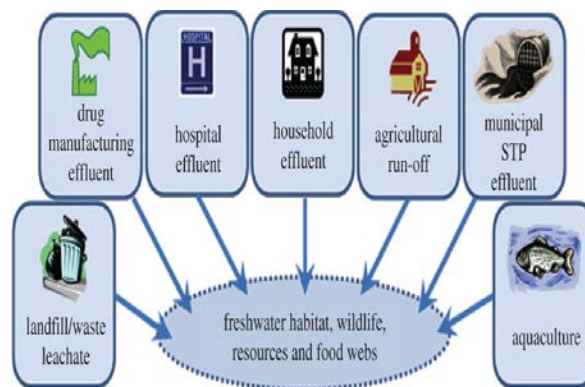 drug
manufacturing
effluent
HOSPITAL
H
hospital
effluent
household
effluent
agricultural
run-off
municipal
STP
effluent
landfill/waste
leachate
freshwater habitat, wildlife,
resources and food webs
aquaculture